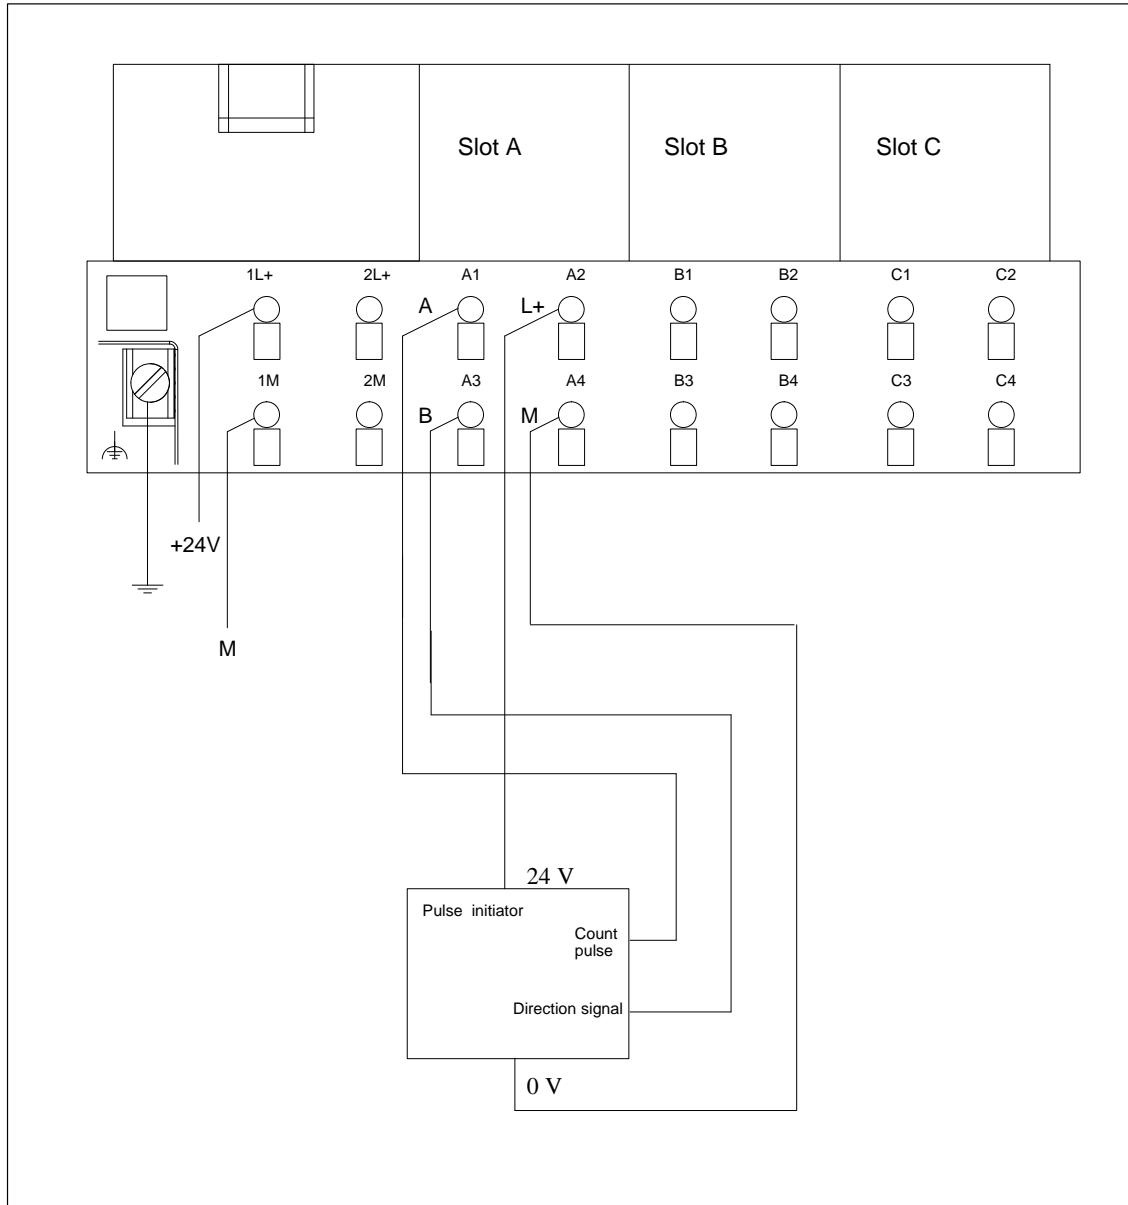 Slot A Slot B Slot C
1L+ 2L+ A1 A2 B1 B2 C1 C2
A L+
1M 2M A3 A4 B3 B4 C3 C4
B M
+24V
M
24 V
Pulse initiator
Count
pulse
Direction signal
0 V